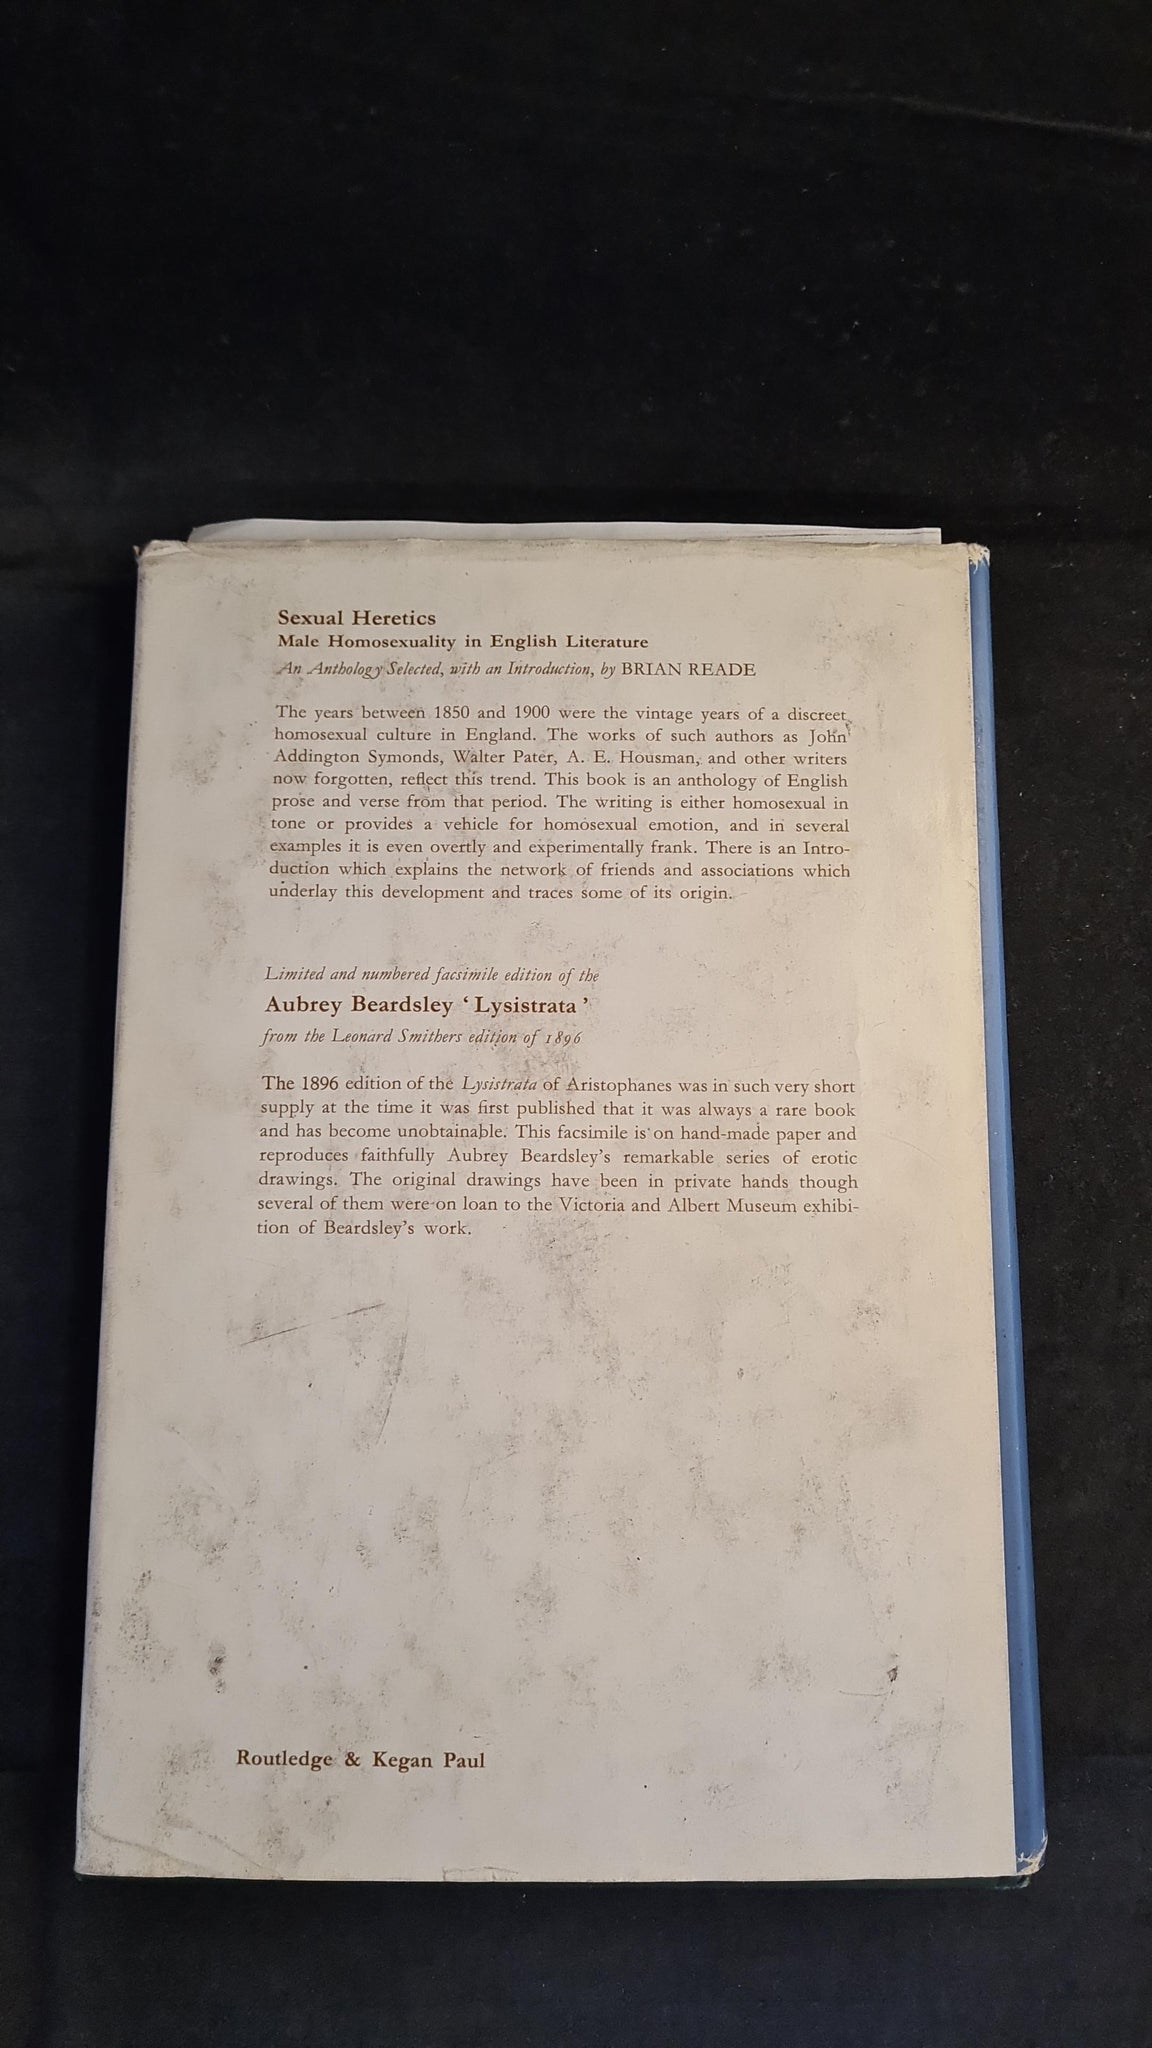 Sexual Heretics
Male Homosexuality in English Literature
An Anthology Selected, with an Introduction, by BRIAN READE
The years between 1850 and 1900 were the vintage years of a discreet
homosexual culture in England. The works of such authors as John
Addington Symonds, Walter Pater, A. E. Housman, and other writers
now forgotten, reflect this trend. This book is an anthology of English
prose and verse from that period. The writing is either homosexual in
tone or provides a vehicle for homosexual emotion, and in several
examples it is even overtly and experimentally frank. There is an Intro-
duction which explains the network of friends and associations which
underlay this development and traces some of its origin.
Limited and numbered facsimile edition of the
Aubrey Beardsley ‘Lysistrata’
from the Leonard Smithers edition of 1896
The 1896 edition of the Lysistrata of Aristophanes was in such very short
supply at the time it was first published that it was always a rare book
and has become unobtainable. This facsimile is on hand-made paper and
reproduces faithfully Aubrey Beardsley’s remarkable series of erotic
drawings. The original drawings have been in private hands though
several of them were on loan to the Victoria and Albert Museum exhibi-
tion of Beardsley’s work.
Routledge & Kegan Paul